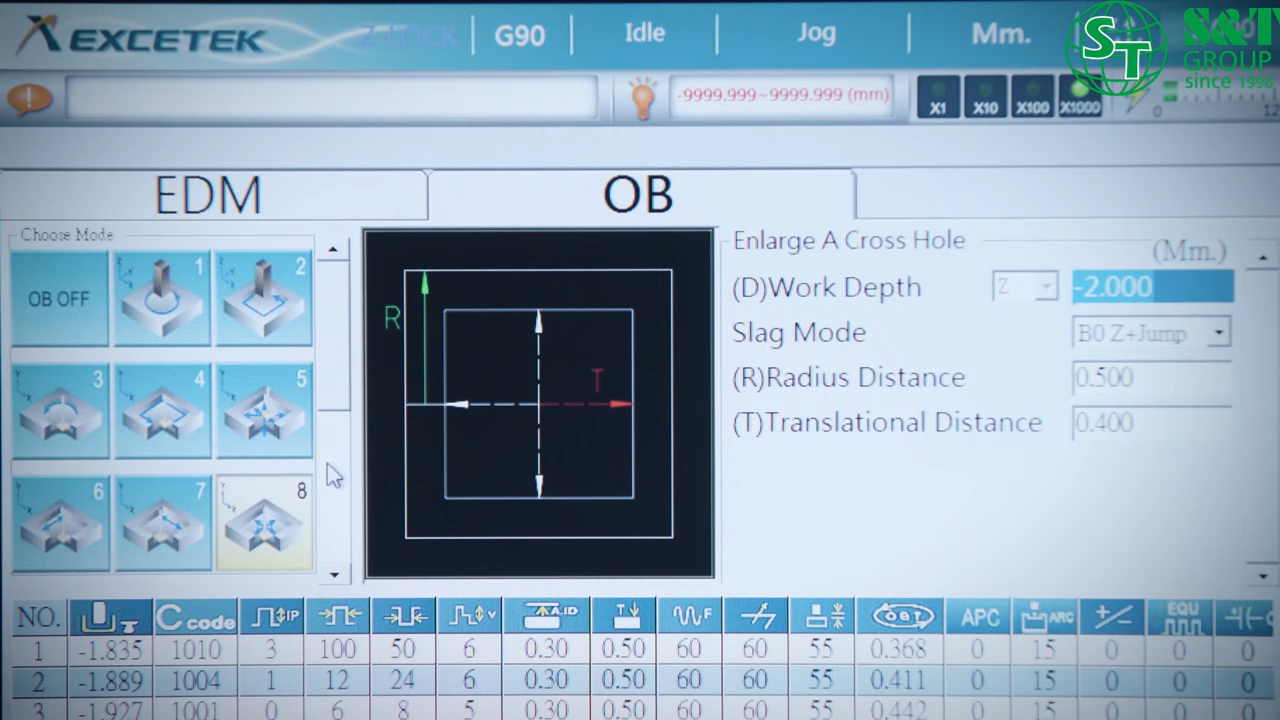 EXCETEK
Z-LOCK
G90
Idle
Jog
Mm.
S&T
GROUP
since 1996
ST
-9999.999~9999.999 (mm)
X1
X10
X100
X1000
0
EDM
OB
Choose Mode
OB OFF
1
2
3
4
5
6
7
8
R
T
Enlarge A Cross Hole
(Mm.)
(D)Work Depth
Z
-2.000
Slag Mode
B0 Z+Jump
(R)Radius Distance
0.500
(T)Translational Distance
0.400
NO. C code IP V A.ID T F OBT APC ARC +/− EQU
1 -1.835 1010 3 100 50 6 0.30 0.50 60 60 55 0.368 0 15 0 0 0
2 -1.889 1004 1 12 24 6 0.30 0.50 60 60 55 0.411 0 15 0 0 0
3 -1.927 1001 0 6 8 5 0.30 0.50 60 60 55 0.442 0 15 0 0 0